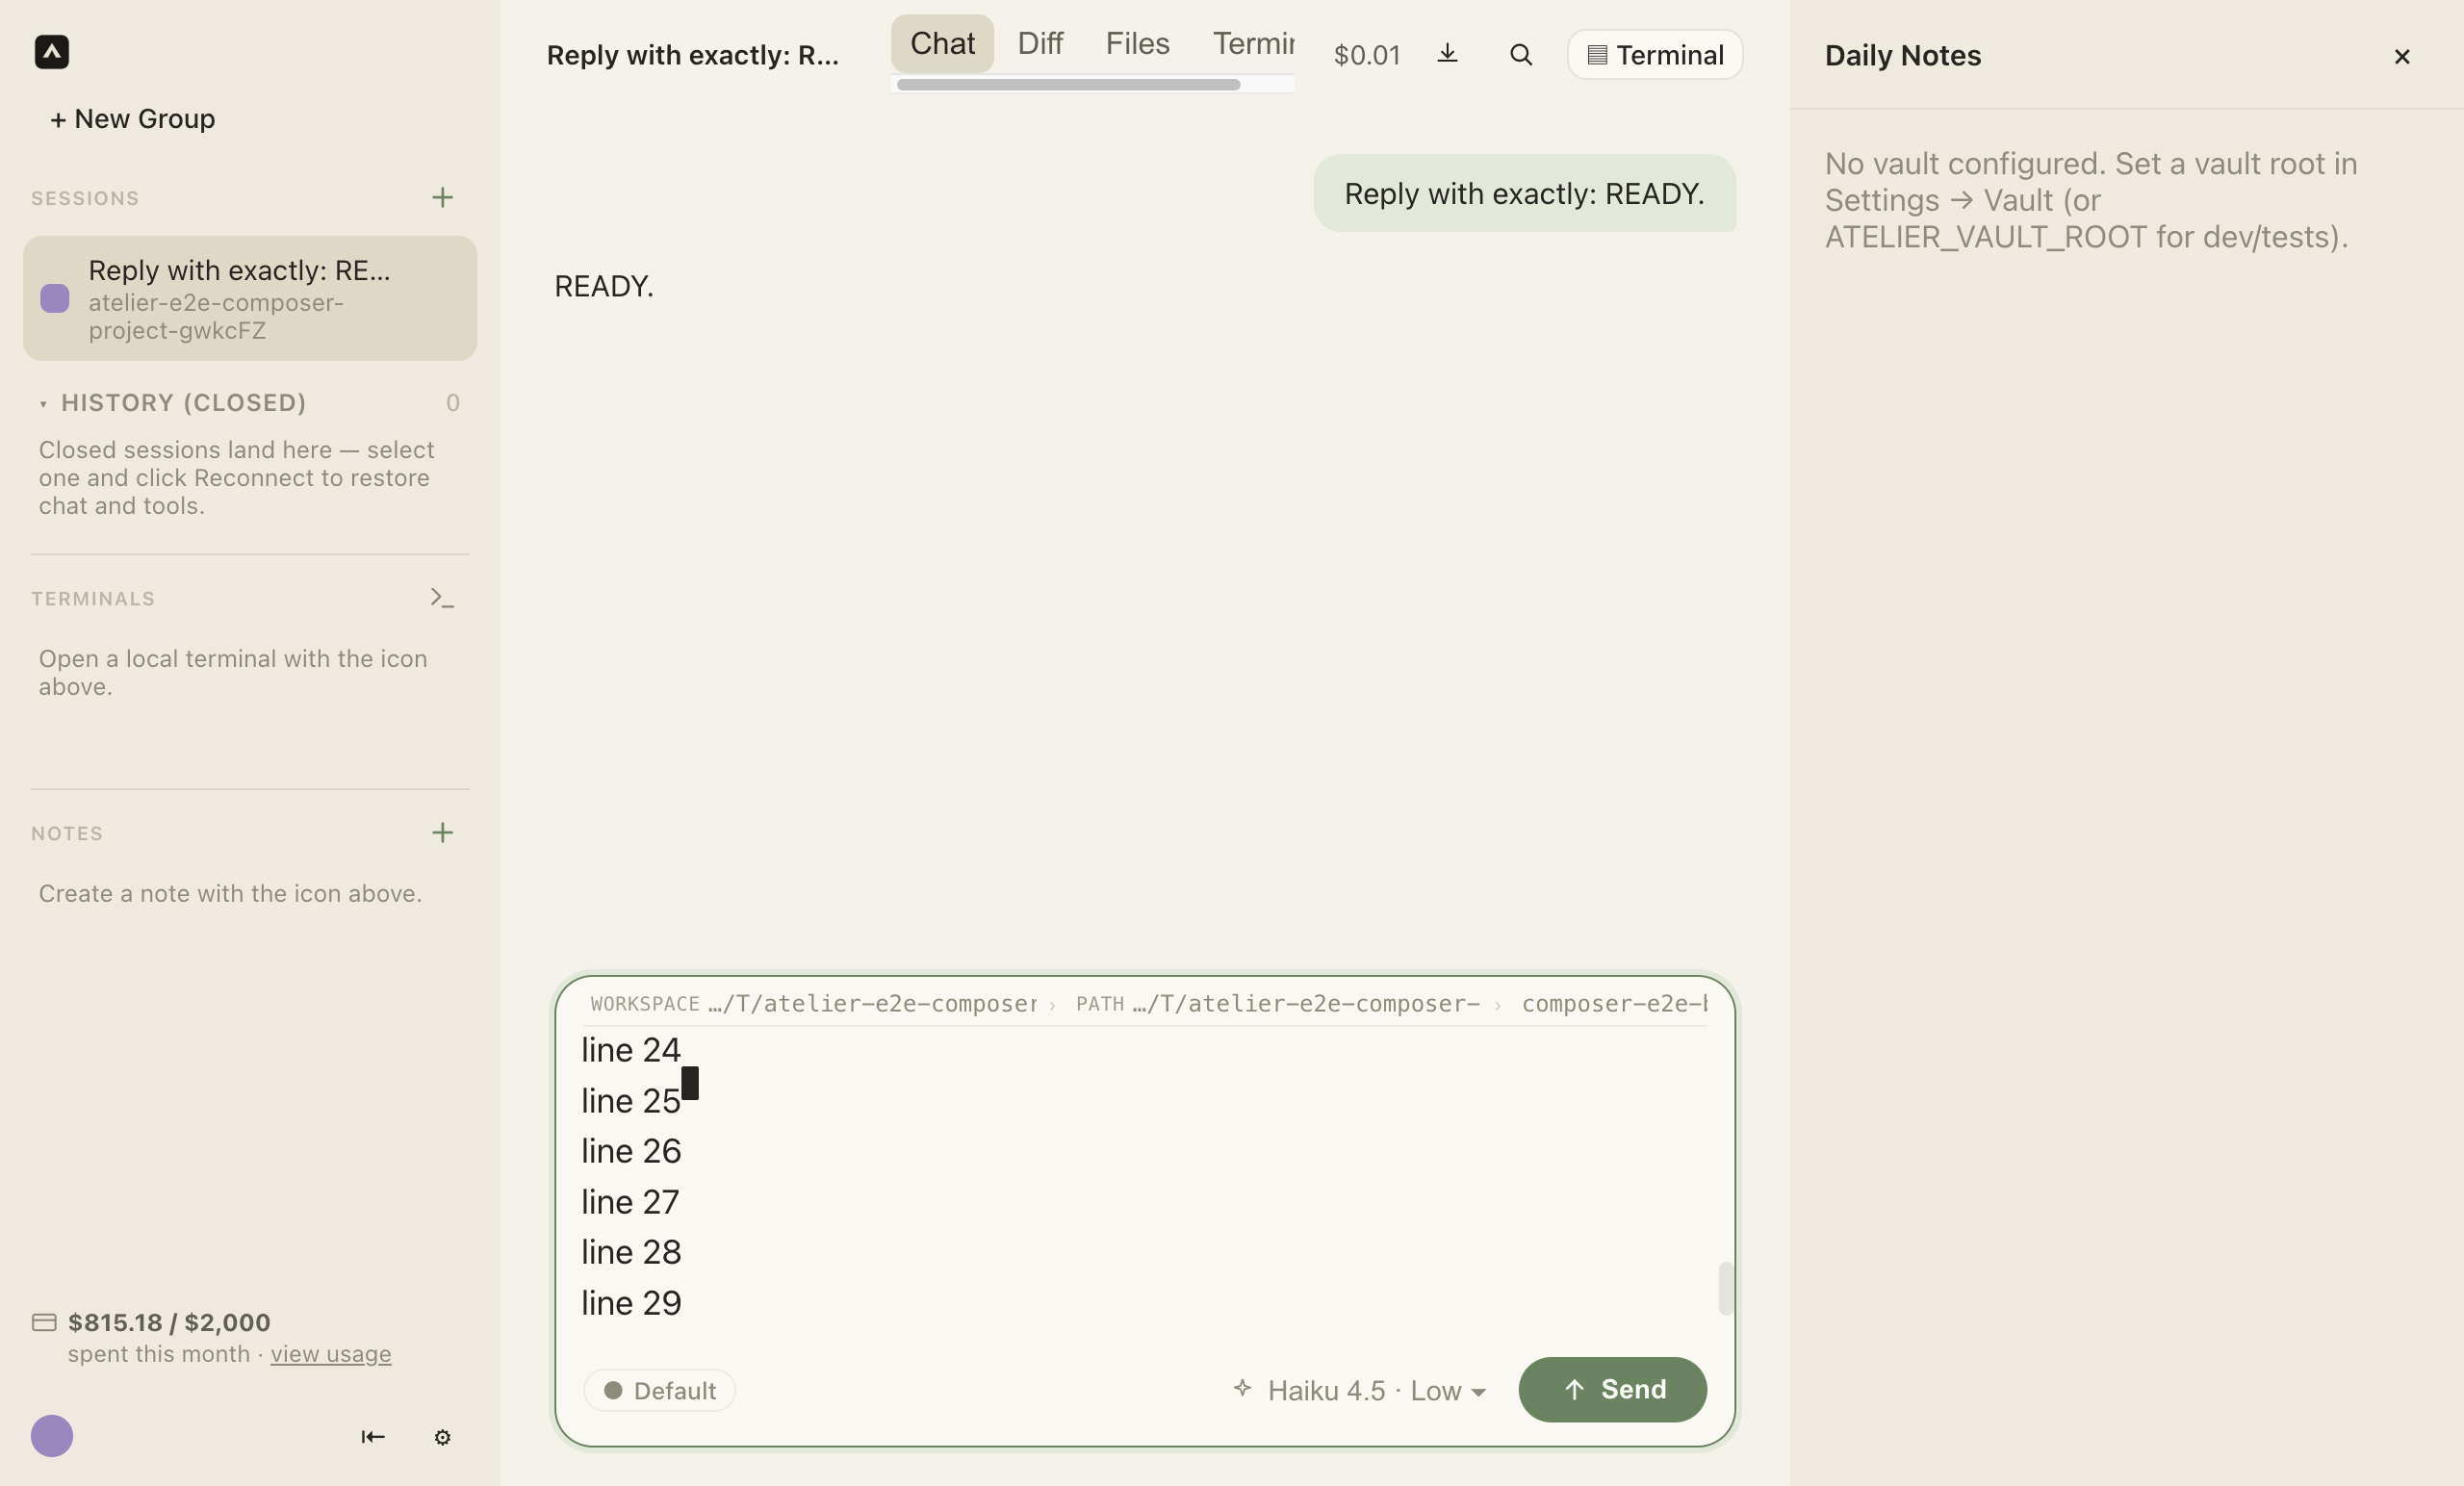 + New Group
SESSIONS
Reply with exactly: RE...
atelier-e2e-composer-
project-gwkcFZ
HISTORY (CLOSED) 0
Closed sessions land here — select
one and click Reconnect to restore
chat and tools.
TERMINALS
Open a local terminal with the icon
above.
NOTES
Create a note with the icon above.
$815.18 / $2,000
spent this month · view usage
Reply with exactly: R...
Chat Diff Files Termin
$0.01
Terminal
Reply with exactly: READY.
READY.
WORKSPACE …/T/atelier-e2e-composer › PATH …/T/atelier-e2e-composer- › composer-e2e-b
line 24
line 25
line 26
line 27
line 28
line 29
Default
Haiku 4.5 · Low
Send
Daily Notes
No vault configured. Set a vault root in
Settings → Vault (or
ATELIER_VAULT_ROOT for dev/tests).